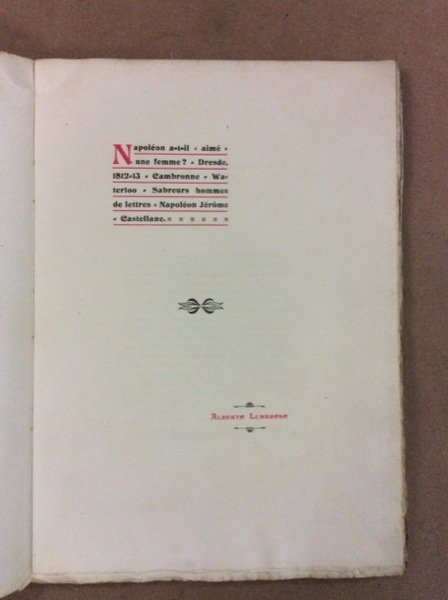 Napoléon a-t-il « aimé »
une femme? » Dresde,
1812-13 » Cambronne » Wa-
terloo » Sabreurs hommes
de lettres » Napoléon Jérôme
» Castellane.
Alberto Lumbroso